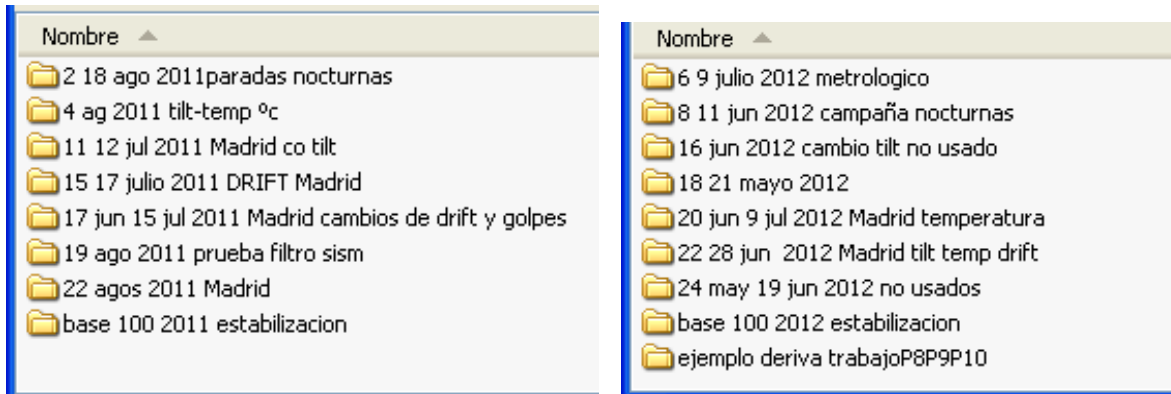 Nombre
2 18 ago 2011paradas nocturnas
4 ag 2011 tilt-temp ºc
11 12 jul 2011 Madrid co tilt
15 17 julio 2011 DRIFT Madrid
17 jun 15 jul 2011 Madrid cambios de drift y golpes
19 ago 2011 prueba filtro sism
22 agos 2011 Madrid
base 100 2011 estabilizacion
Nombre
6 9 julio 2012 metrologico
8 11 jun 2012 campaña nocturnas
16 jun 2012 cambio tilt no usado
18 21 mayo 2012
20 jun 9 jul 2012 Madrid temperatura
22 28 jun  2012 Madrid tilt temp drift
24 may 19 jun 2012 no usados
base 100 2012 estabilizacion
ejemplo deriva trabajoP8P9P10